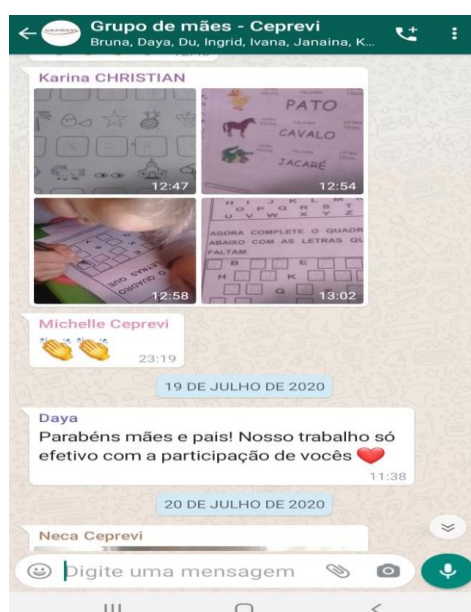 Grupo de mães - Ceprevi
Bruna, Daya, Du, Ingrid, Ivana, Janaina, K...
Karina CHRISTIAN
12:47
PATO
CAVALO
JACARÉ
12:54
O QUADRO
LETRAS QUE
12:58
H I J K L M
O P Q R S T
U V W X Y Z
AGORA COMPLETE O QUADR
ABAIXO COM AS LETRAS QU
FALTAM.
B E
H K
13:02
Michelle Ceprevi
👏👏
23:19
19 DE JULHO DE 2020
Daya
Parabéns mães e pais! Nosso trabalho só
efetivo com a participação de vocês ❤️
11:38
20 DE JULHO DE 2020
Neca Ceprevi
Digite uma mensagem